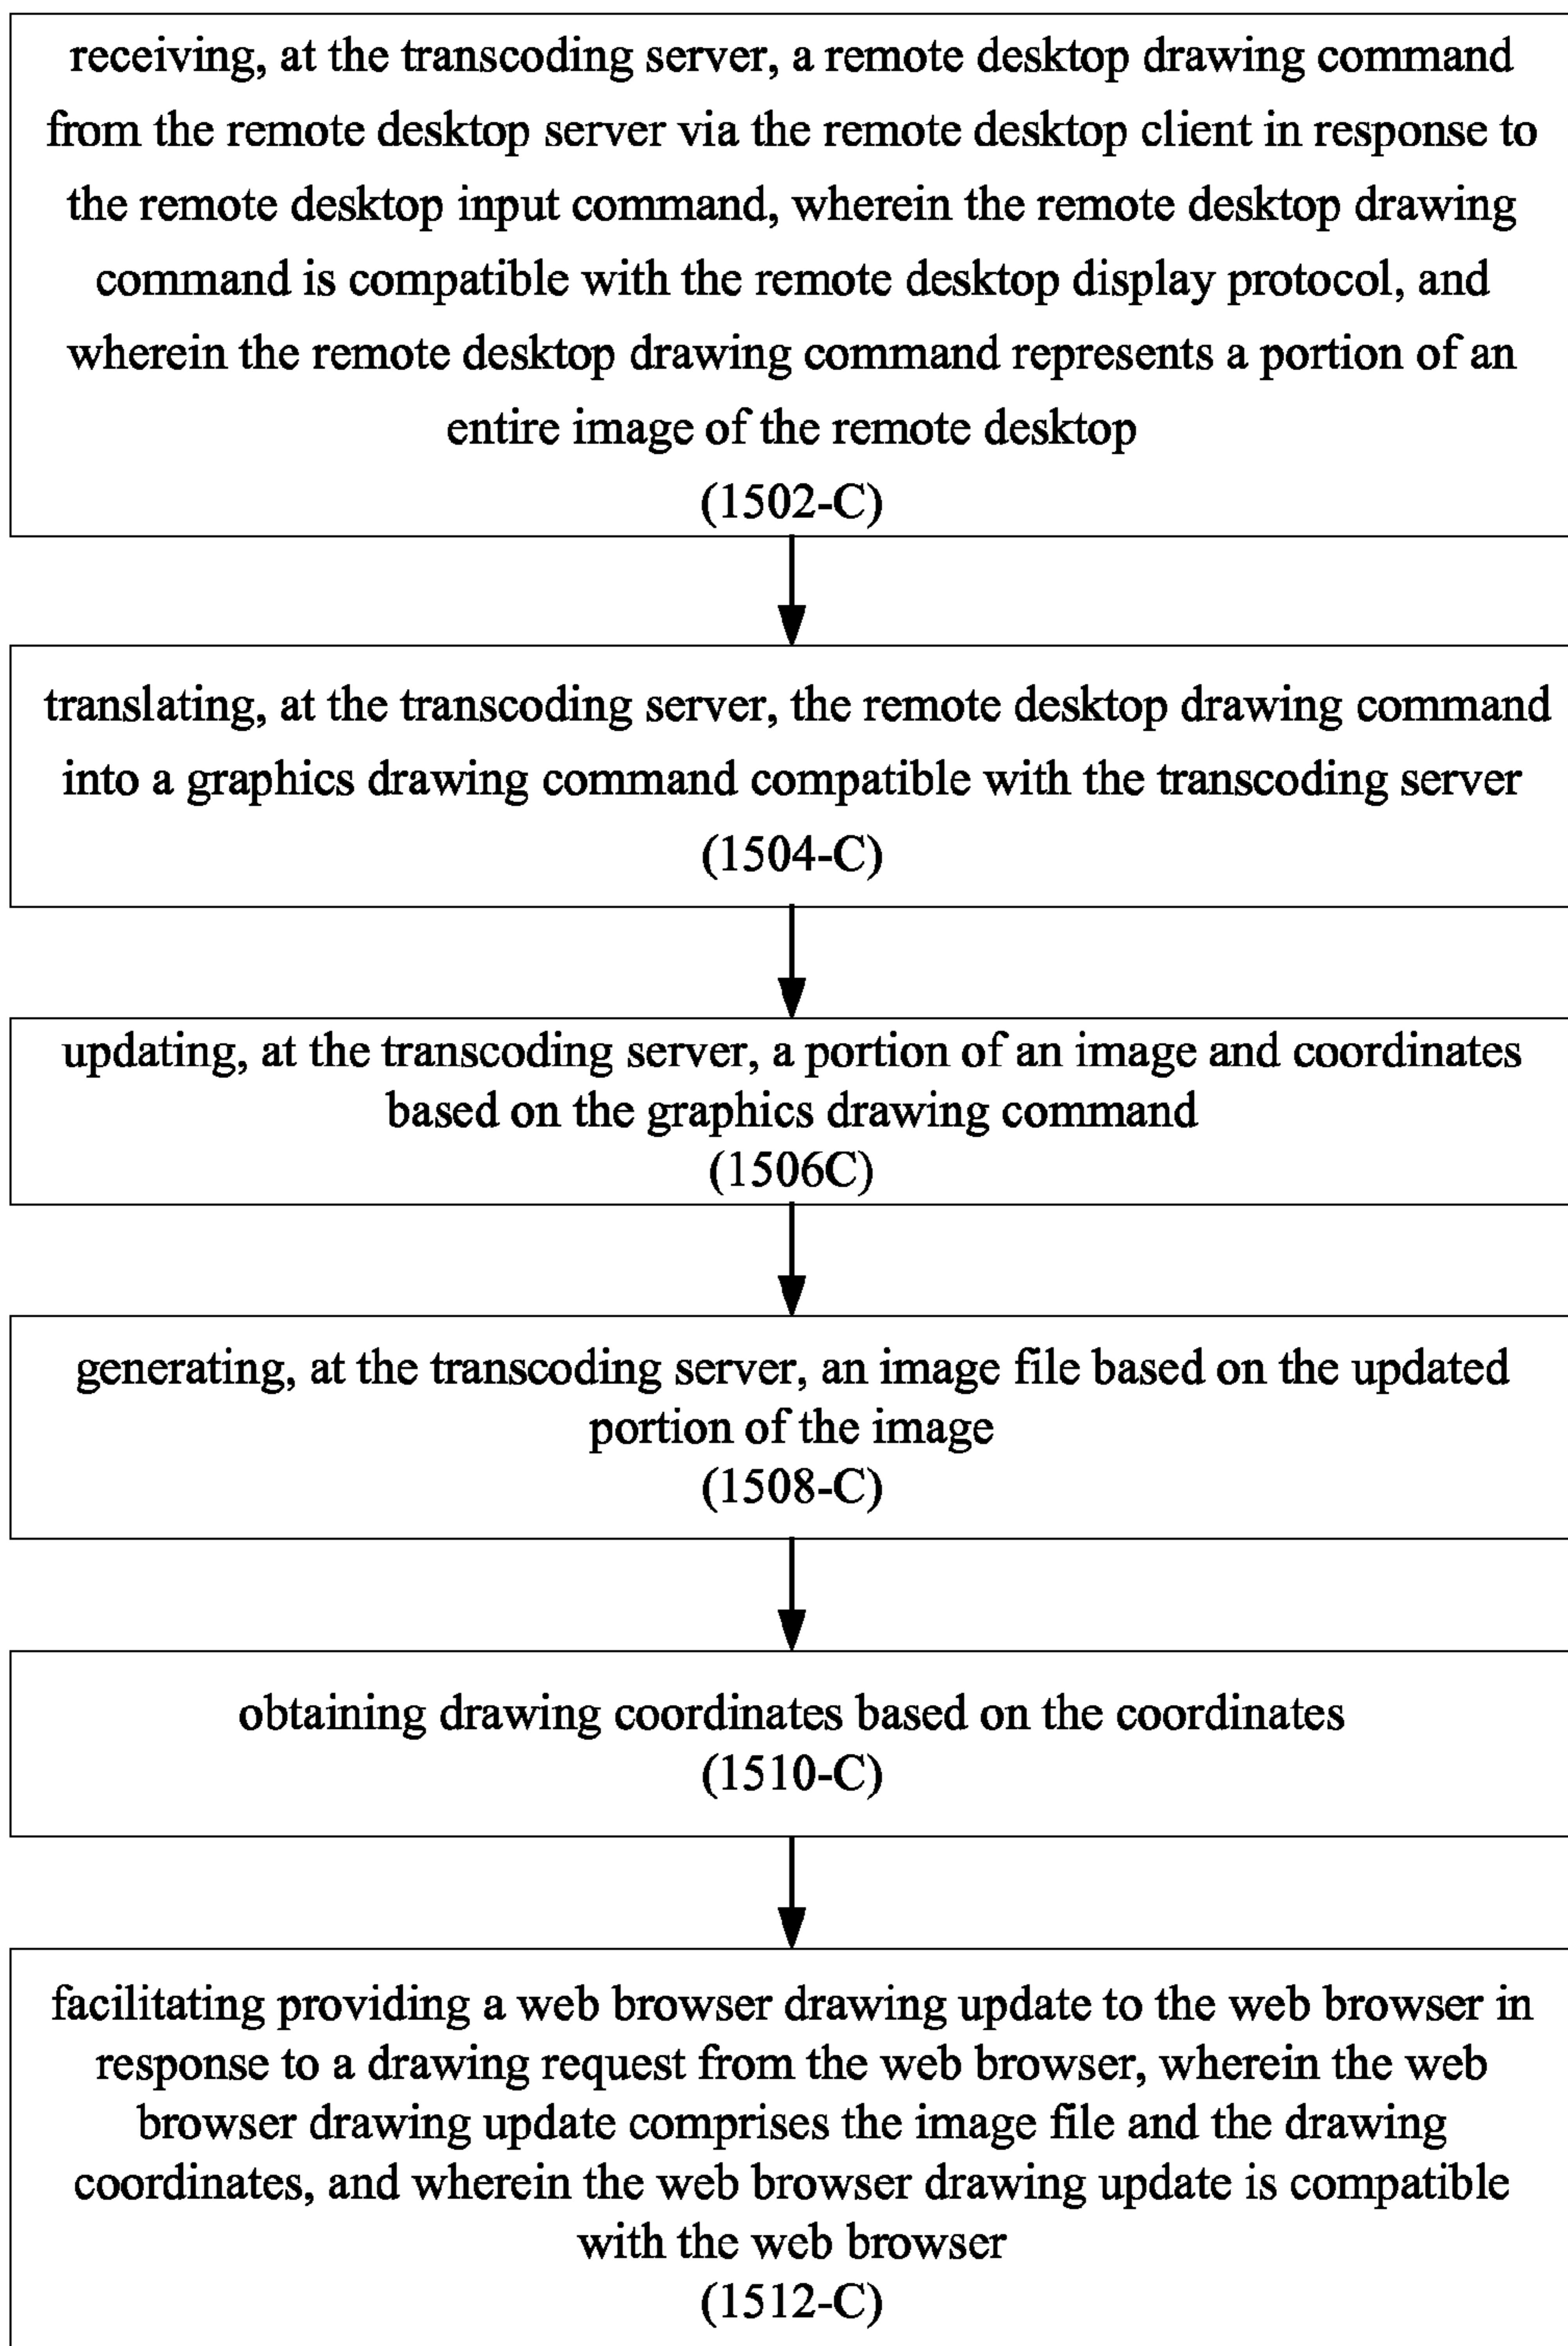 receiving, at the transcoding server, a remote desktop drawing command
from the remote desktop server via the remote desktop client in response to
the remote desktop input command, wherein the remote desktop drawing
command is compatible with the remote desktop display protocol, and
wherein the remote desktop drawing command represents a portion of an
entire image of the remote desktop
(1502-C)
translating, at the transcoding server, the remote desktop drawing command
into a graphics drawing command compatible with the transcoding server
(1504-C)
updating, at the transcoding server, a portion of an image and coordinates
based on the graphics drawing command
(1506C)
generating, at the transcoding server, an image file based on the updated
portion of the image
(1508-C)
obtaining drawing coordinates based on the coordinates
(1510-C)
facilitating providing a web browser drawing update to the web browser in
response to a drawing request from the web browser, wherein the web
browser drawing update comprises the image file and the drawing
coordinates, and wherein the web browser drawing update is compatible
with the web browser
(1512-C)